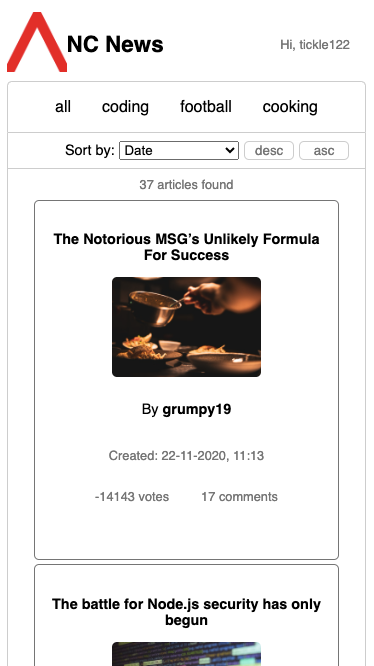 NC News
Hi, tickle122
all coding football cooking
Sort by: Date desc asc
37 articles found
The Notorious MSG’s Unlikely Formula
For Success
By grumpy19
Created: 22-11-2020, 11:13
-14143 votes 17 comments
The battle for Node.js security has only
begun